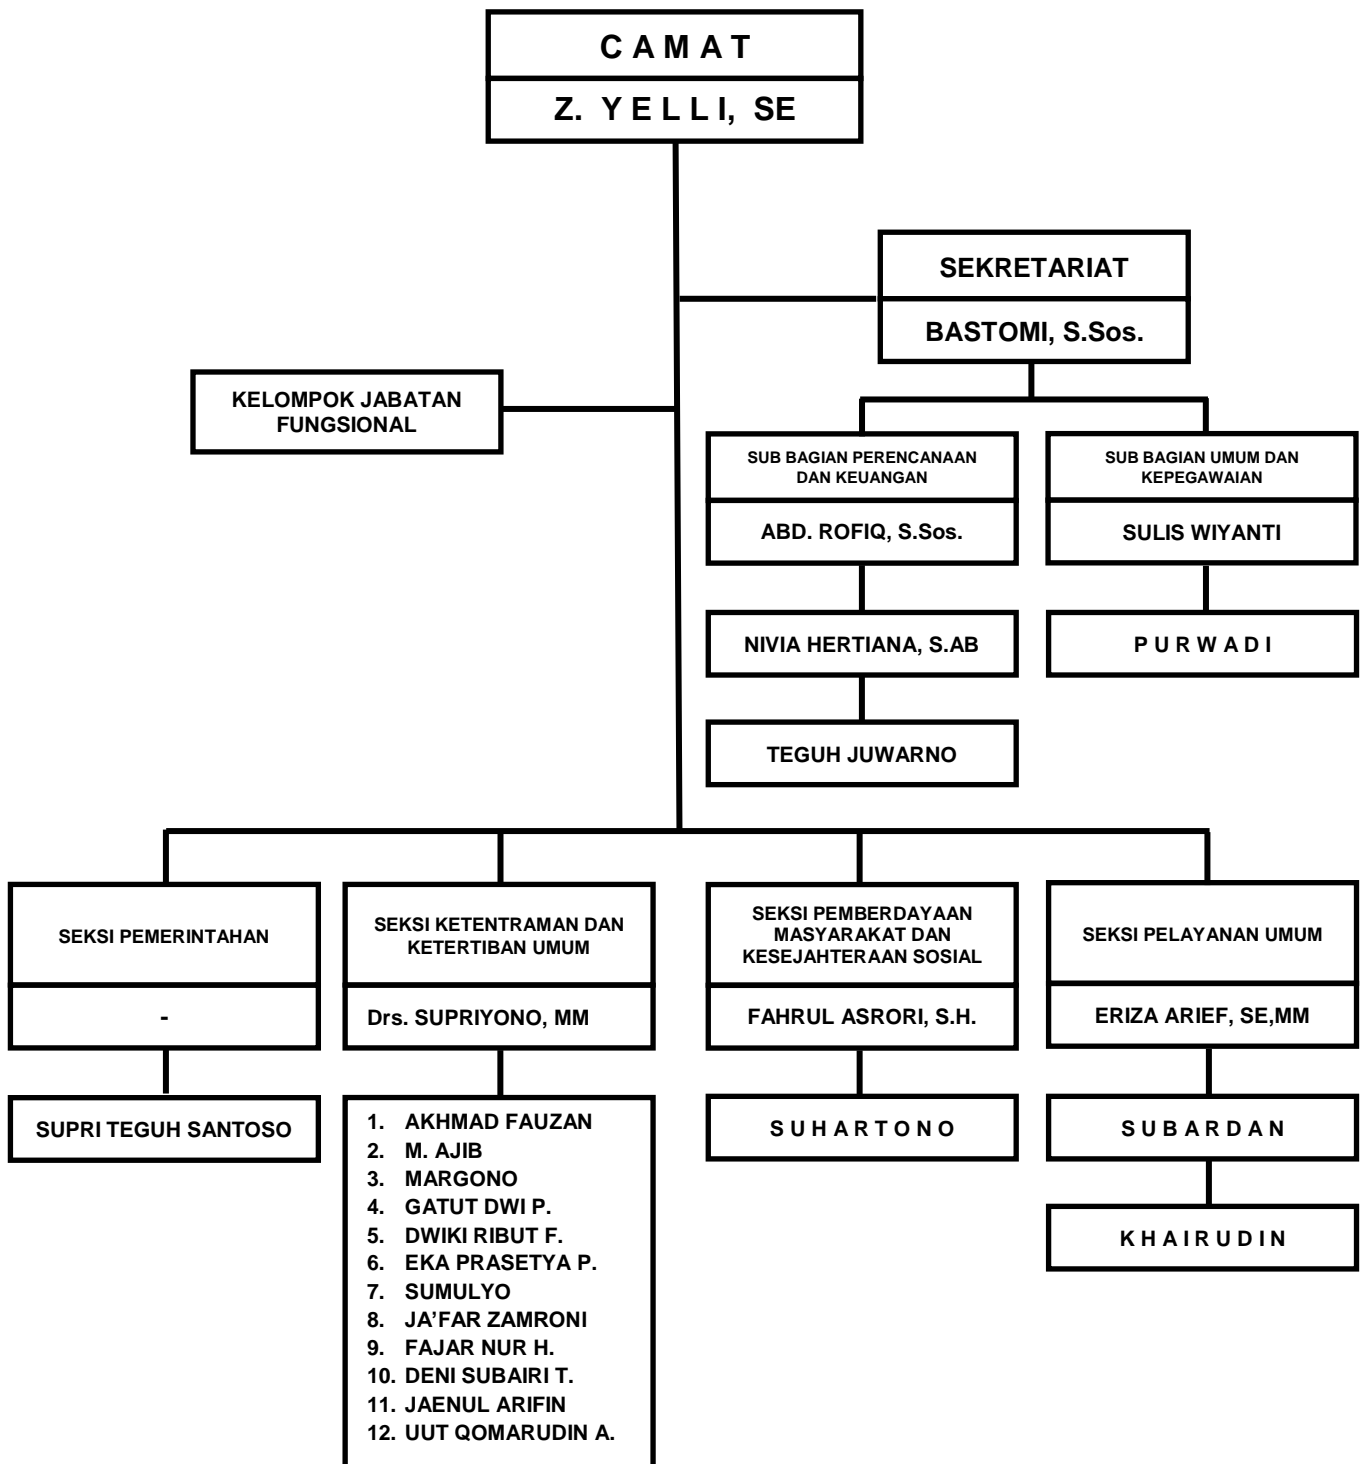 C A M A T
Z. Y E L L I, SE
SEKRETARIAT
BASTOMI, S.Sos.
KELOMPOK JABATAN
FUNGSIONAL
SUB BAGIAN PERENCANAAN
DAN KEUANGAN
ABD. ROFIQ, S.Sos.
NIVIA HERTIANA, S.AB
TEGUH JUWARNO
SUB BAGIAN UMUM DAN
KEPEGAWAIAN
SULIS WIYANTI
P U R W A D I
SEKSI PEMERINTAHAN
-
SUPRI TEGUH SANTOSO
SEKSI KETENTRAMAN DAN
KETERTIBAN UMUM
Drs. SUPRIYONO, MM
1. AKHMAD FAUZAN
2. M. AJIB
3. MARGONO
4. GATUT DWI P.
5. DWIKI RIBUT F.
6. EKA PRASETYA P.
7. SUMULYO
8. JA’FAR ZAMRONI
9. FAJAR NUR H.
10. DENI SUBAIRI T.
11. JAENUL ARIFIN
12. UUT QOMARUDIN A.
SEKSI PEMBERDAYAAN
MASYARAKAT DAN
KESEJAHTERAAN SOSIAL
FAHRUL ASRORI, S.H.
S U H A R T O N O
SEKSI PELAYANAN UMUM
ERIZA ARIEF, SE,MM
S U B A R D A N
K H A I R U D I N